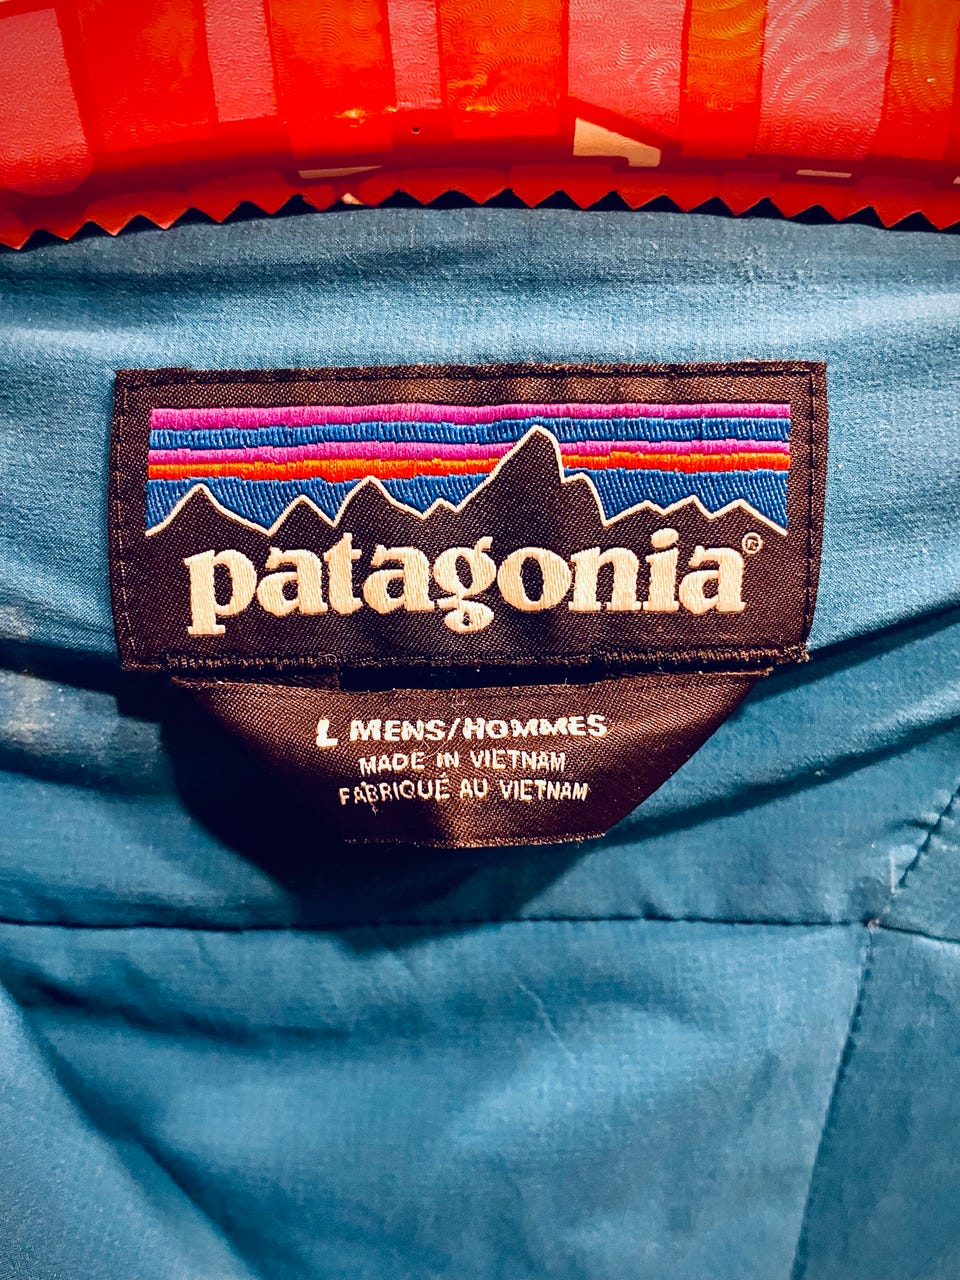 patagonia®
L MENS/HOMMES
MADE IN VIETNAM
FABRIQUÉ AU VIETNAM